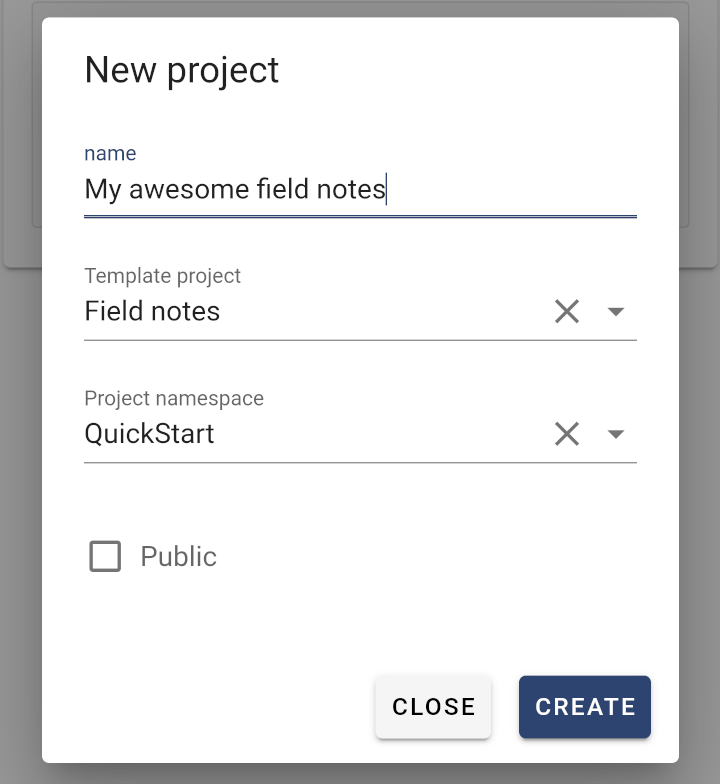 New project
name
My awesome field notes
Template project
Field notes
Project namespace
QuickStart
Public
CLOSE CREATE